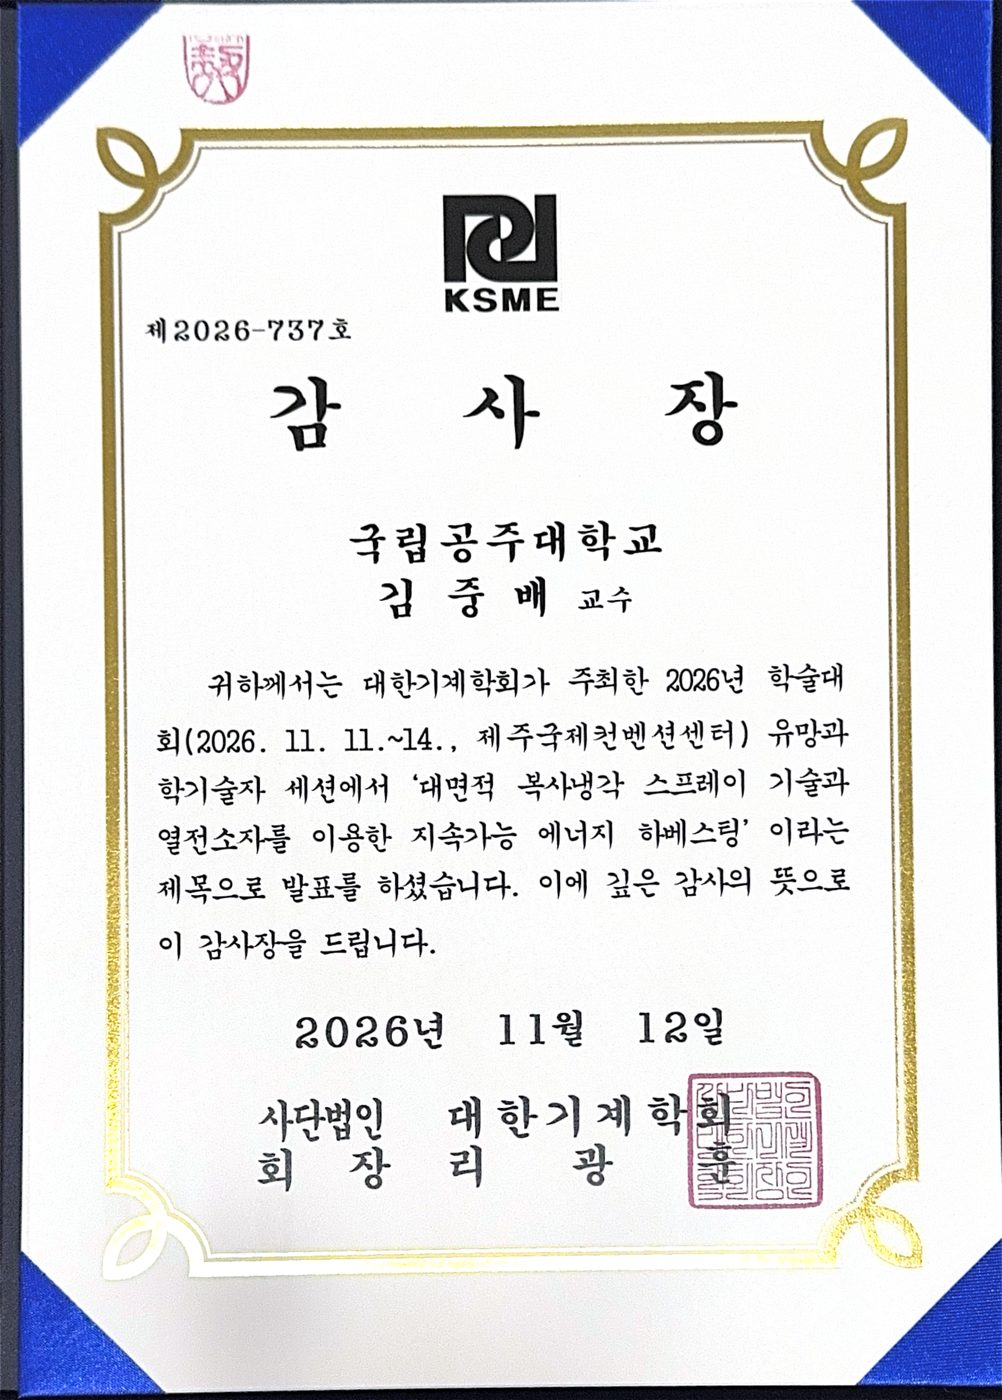 KSME
제2026-737호
감 사 장
국립공주대학교
김 중 배 교수
귀하께서는 대한기계학회가 주최한 2026년 학술대
회(2026. 11. 11.~14., 제주국제컨벤션센터) 유망과
학기술자 세션에서 '대면적 복사냉각 스프레이 기술과
열전소자를 이용한 지속가능 에너지 하베스팅' 이라는
제목으로 발표를 하셨습니다. 이에 깊은 감사의 뜻으로
이 감사장을 드립니다.
2026년 11월 12일
사단법인 대한기계학회
회 장 리 광 훈